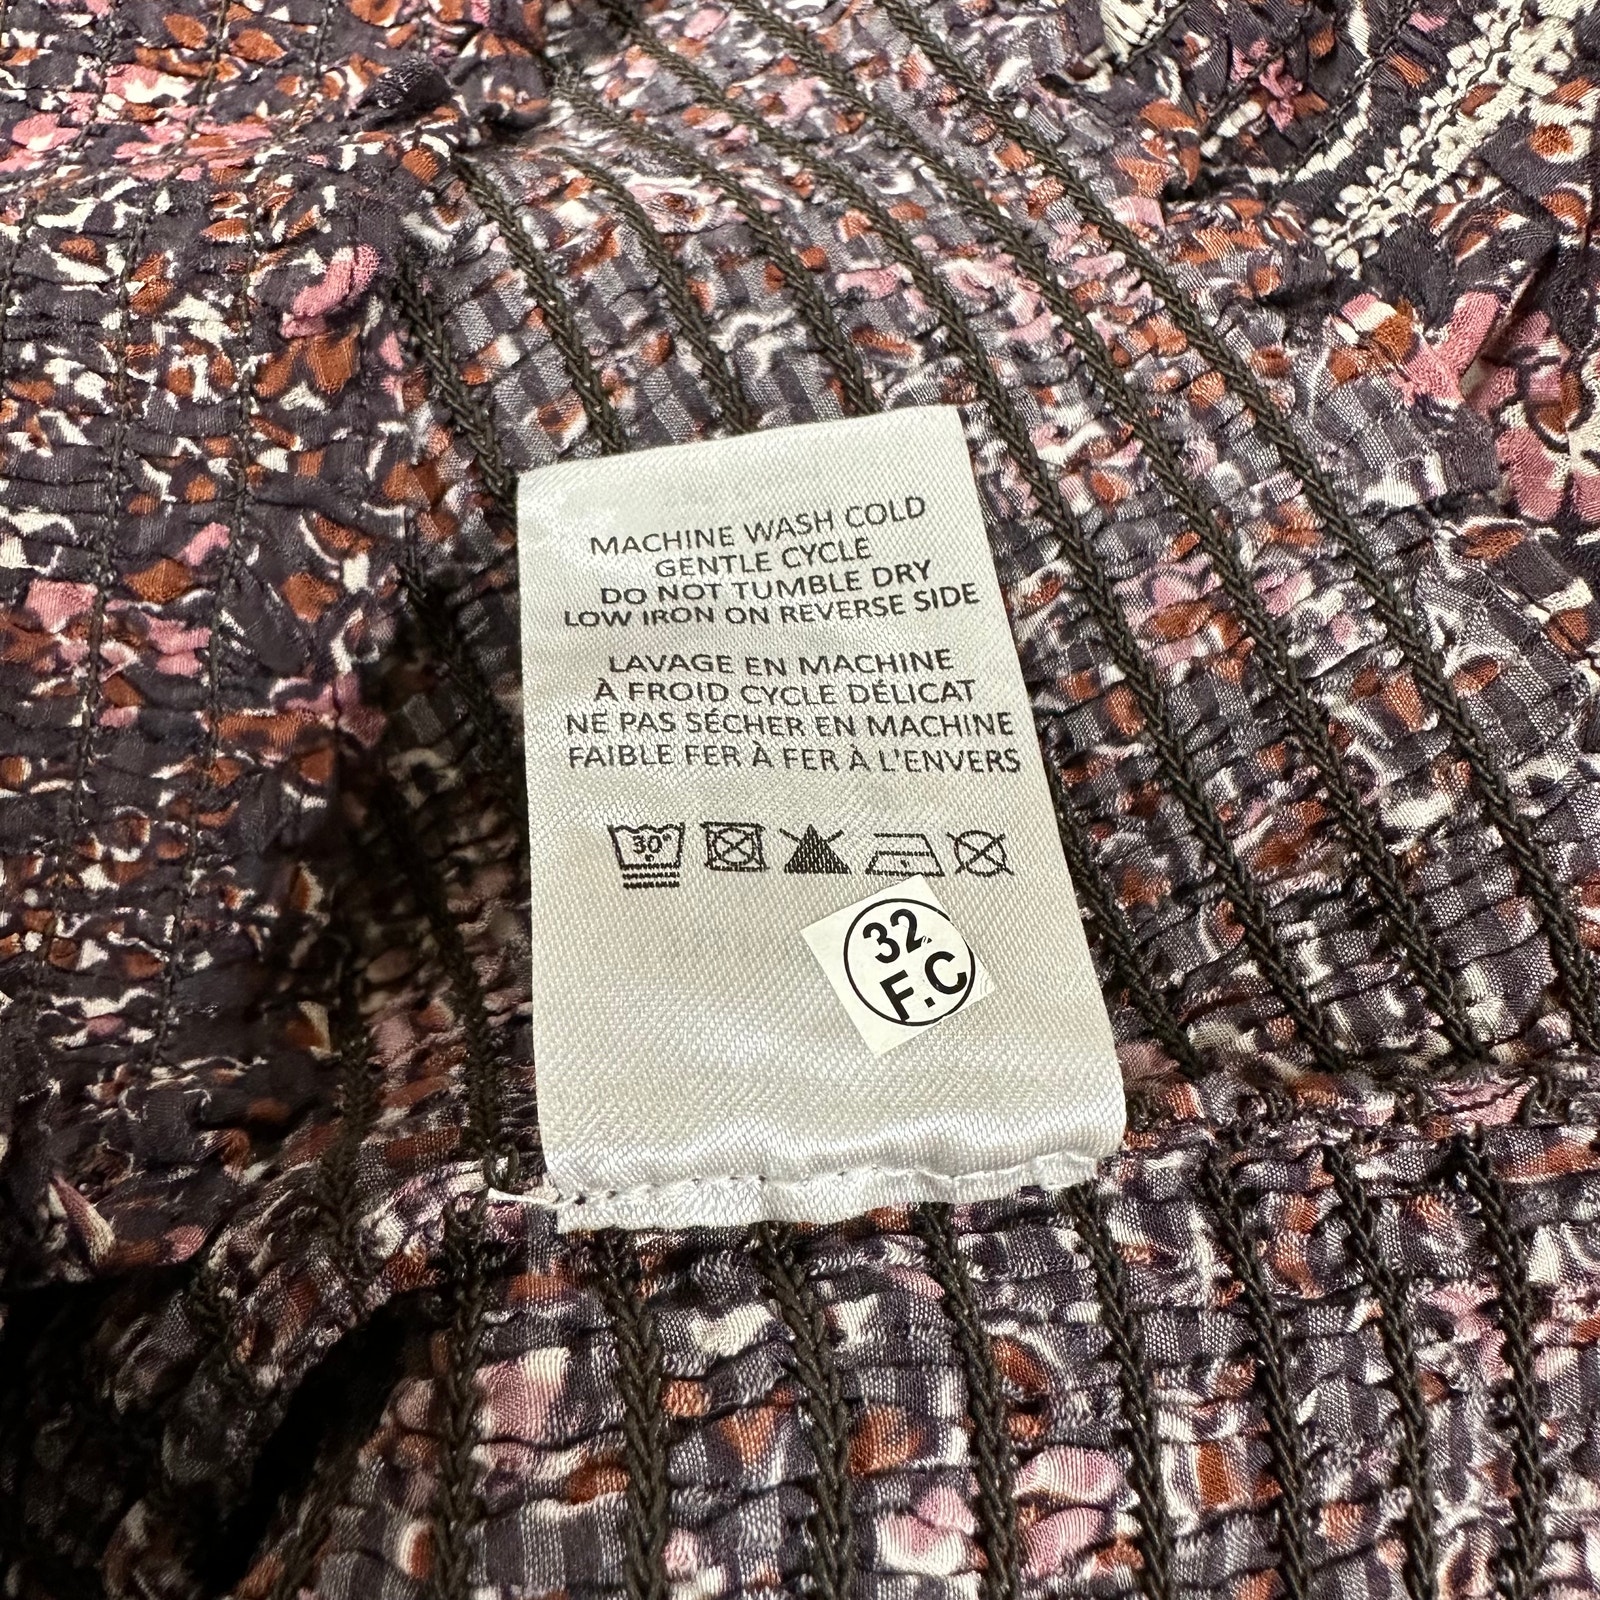 MACHINE WASH COLD
GENTLE CYCLE
DO NOT TUMBLE DRY
LOW IRON ON REVERSE SIDE
LAVAGE EN MACHINE
À FROID CYCLE DÉLICAT
NE PAS SÉCHER EN MACHINE
FAIBLE FER À FER À L'ENVERS
30°
32
F.C